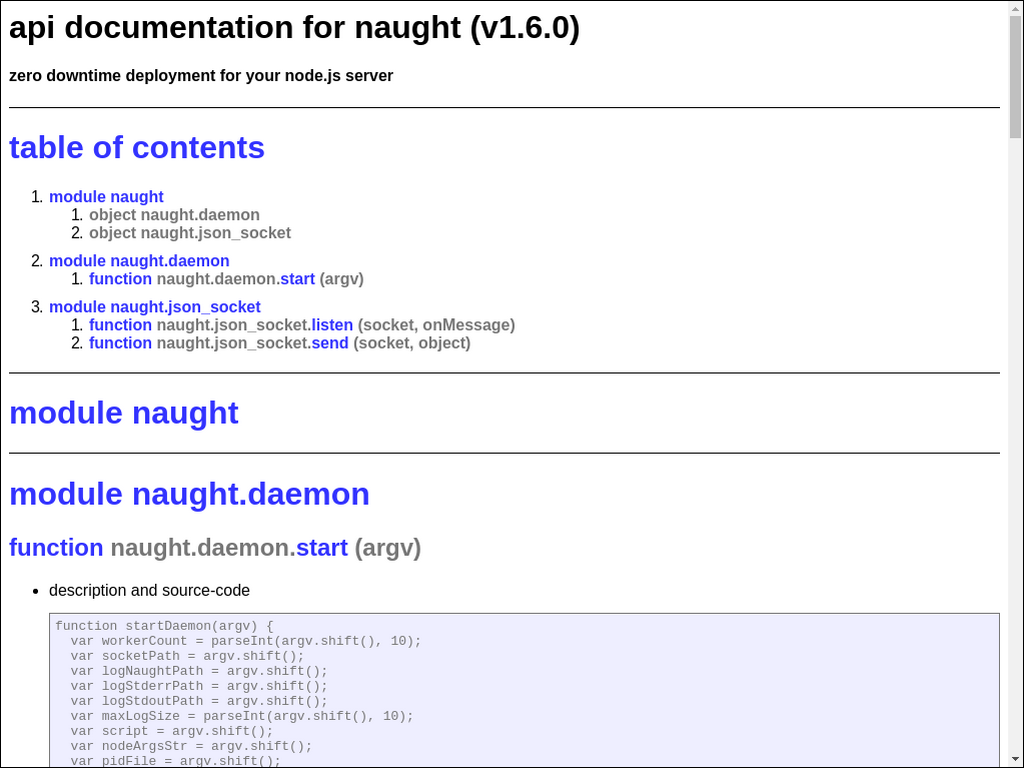 api documentation for naught (v1.6.0)
zero downtime deployment for your node.js server
table of contents
1. module naught
1. object naught.daemon
2. object naught.json_socket
2. module naught.daemon
1. function naught.daemon.start (argv)
3. module naught.json_socket
1. function naught.json_socket.listen (socket, onMessage)
2. function naught.json_socket.send (socket, object)
module naught
module naught.daemon
function naught.daemon.start (argv)
• description and source-code
function startDaemon(argv) {
  var workerCount = parseInt(argv.shift(), 10);
  var socketPath = argv.shift();
  var logNaughtPath = argv.shift();
  var logStderrPath = argv.shift();
  var logStdoutPath = argv.shift();
  var maxLogSize = parseInt(argv.shift(), 10);
  var script = argv.shift();
  var nodeArgsStr = argv.shift();
  var pidFile = argv.shift();